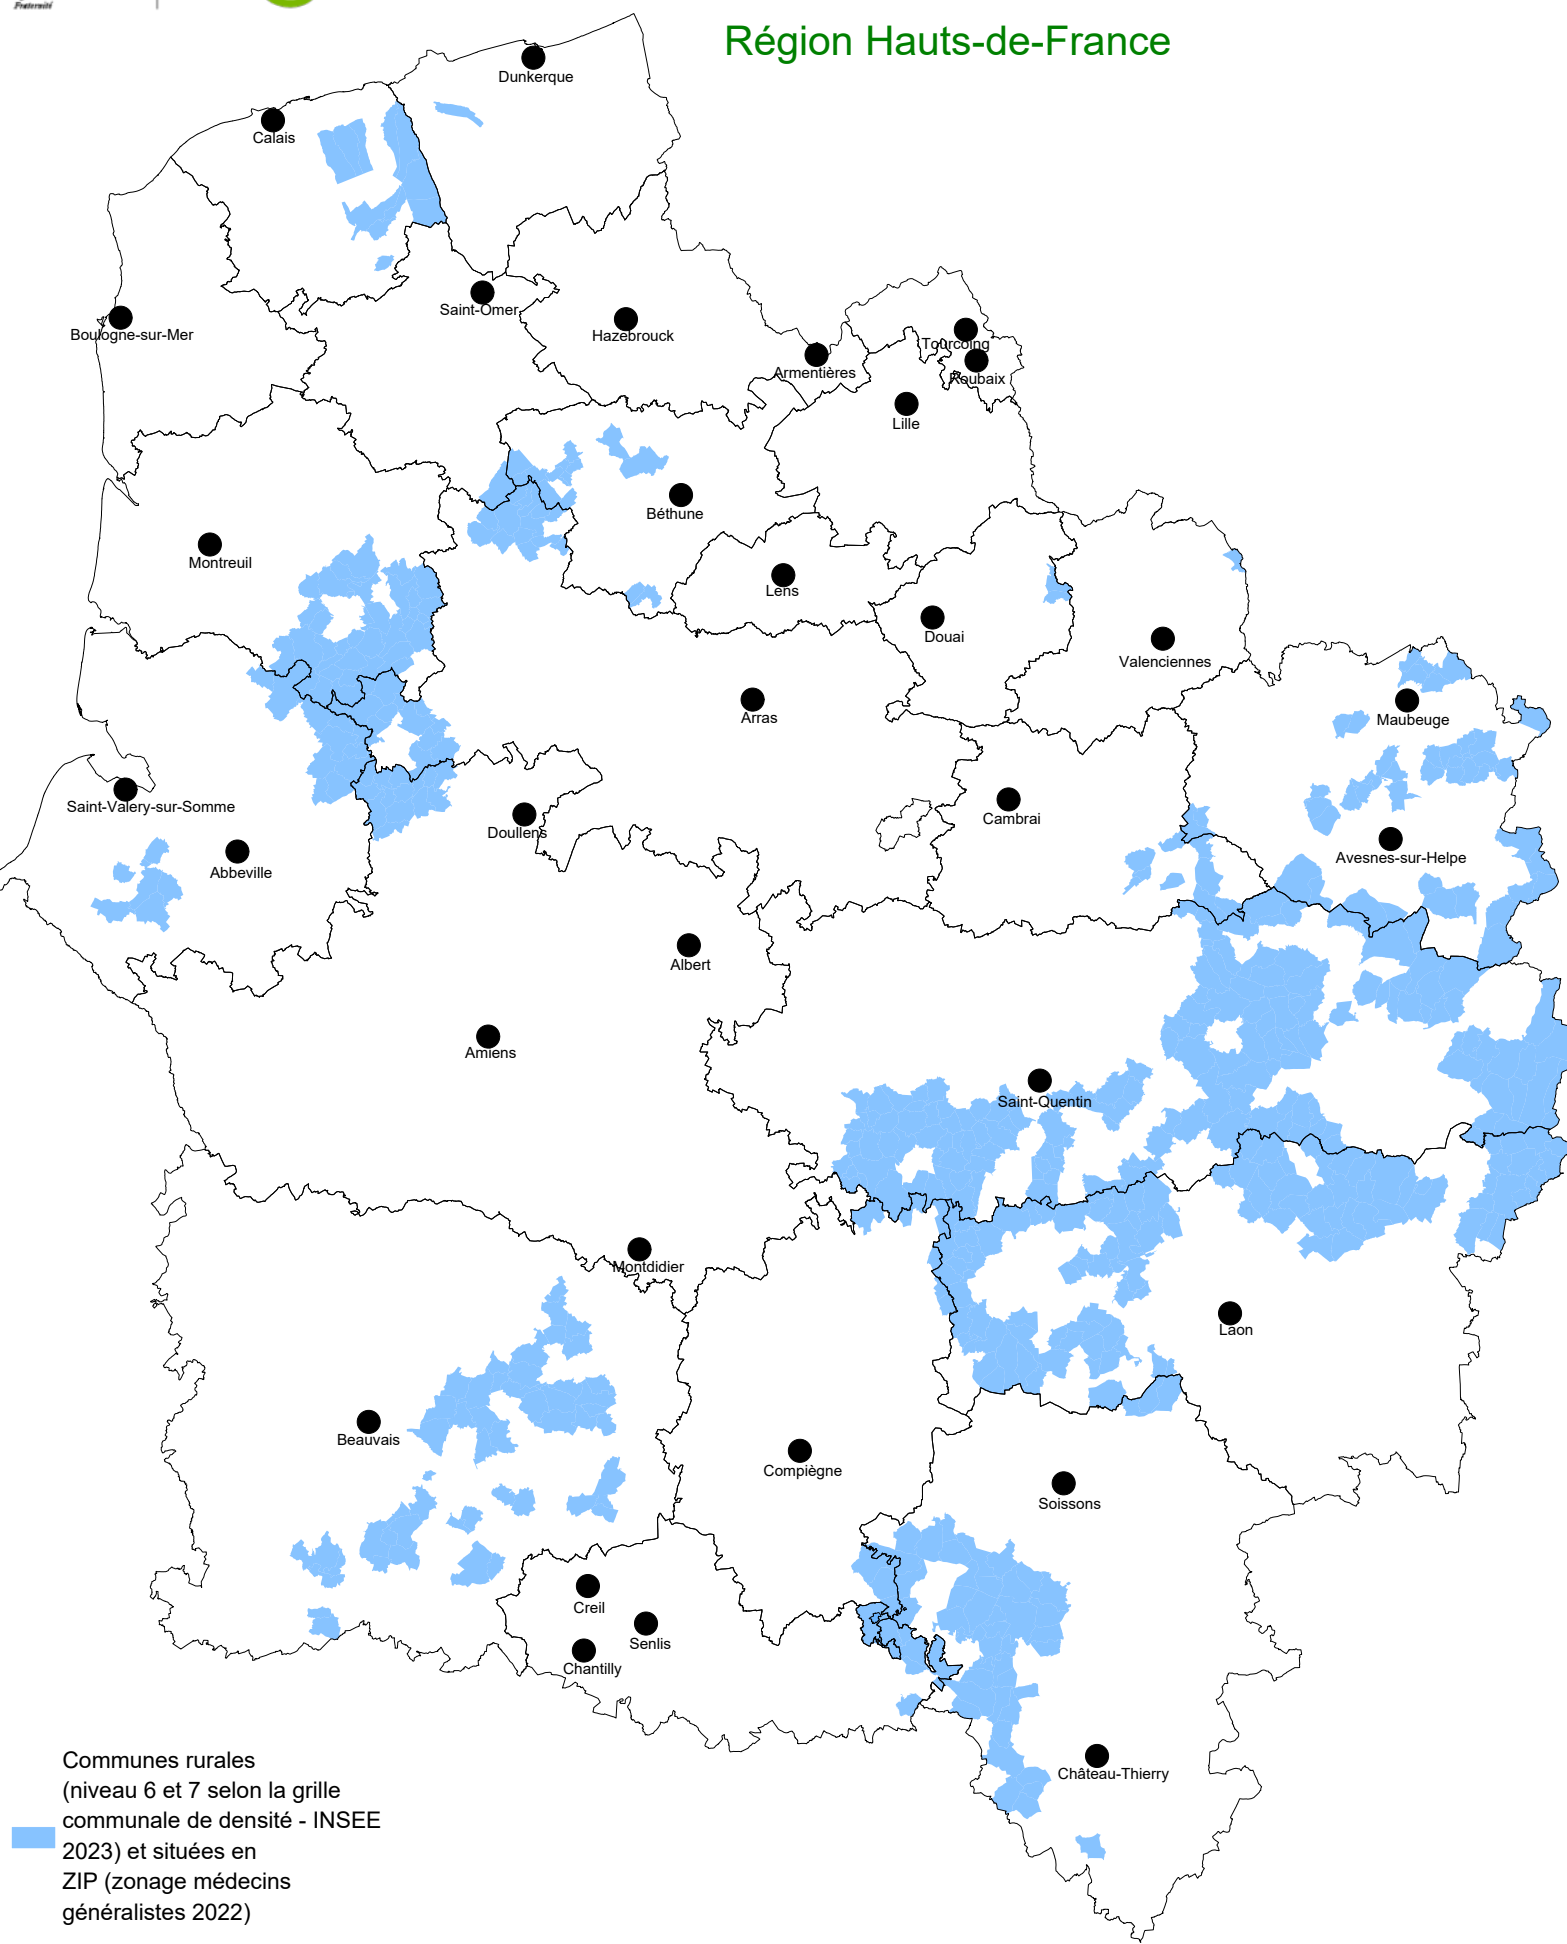 Fraternité
Région Hauts-de-France
Dunkerque
Calais
Saint-Omer
Boulogne-sur-Mer
Hazebrouck
Tourcoing
Armentières
Roubaix
Lille
Béthune
Montreuil
Lens
Douai
Valenciennes
Arras
Maubeuge
Saint-Valery-sur-Somme
Cambrai
Doullens
Avesnes-sur-Helpe
Abbeville
Albert
Amiens
Saint-Quentin
Montdidier
Laon
Beauvais
Compiègne
Soissons
Creil
Senlis
Chantilly
Château-Thierry
Communes rurales
(niveau 6 et 7 selon la grille
communale de densité - INSEE
2023) et situées en
ZIP (zonage médecins
généralistes 2022)